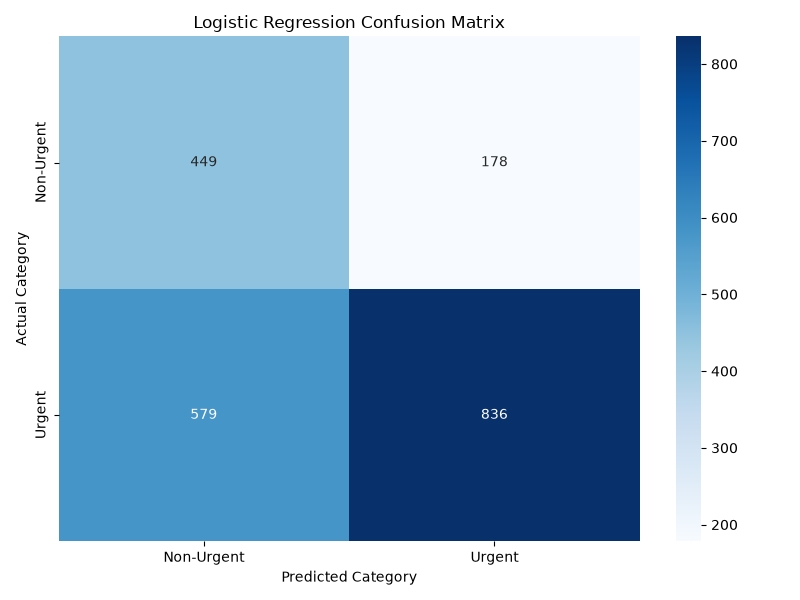 Logistic Regression Confusion Matrix
Actual Category
Non-Urgent
Urgent
449
178
579
836
Non-Urgent
Urgent
Predicted Category
800
700
600
500
400
300
200